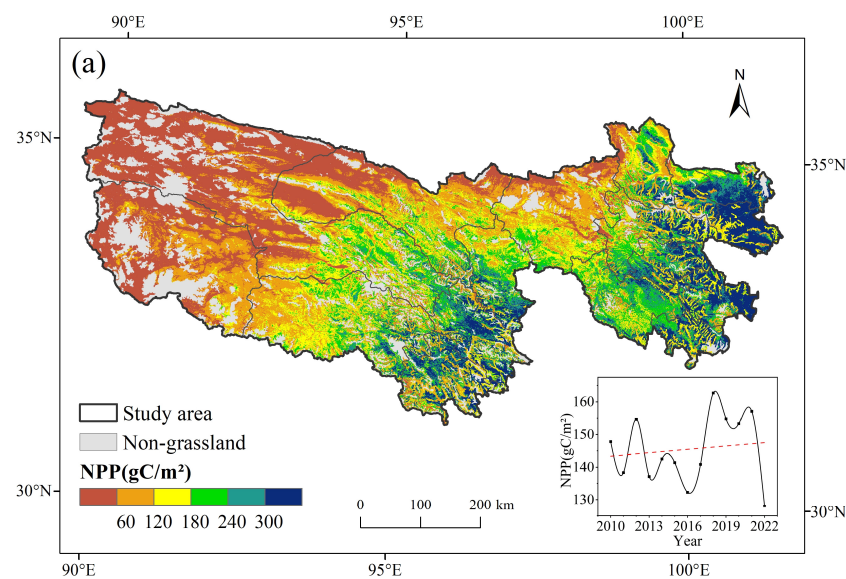 90°E 95°E 100°E
(a)
N
35°N 35°N
Study area
Non-grassland
NPP(gC/m²)
60 120 180 240 300
0 100 200 km
30°N 30°N
NPP(gC/m²)
160
150
140
130
2010 2013 2016 2019 2022
Year
90°E 95°E 100°E